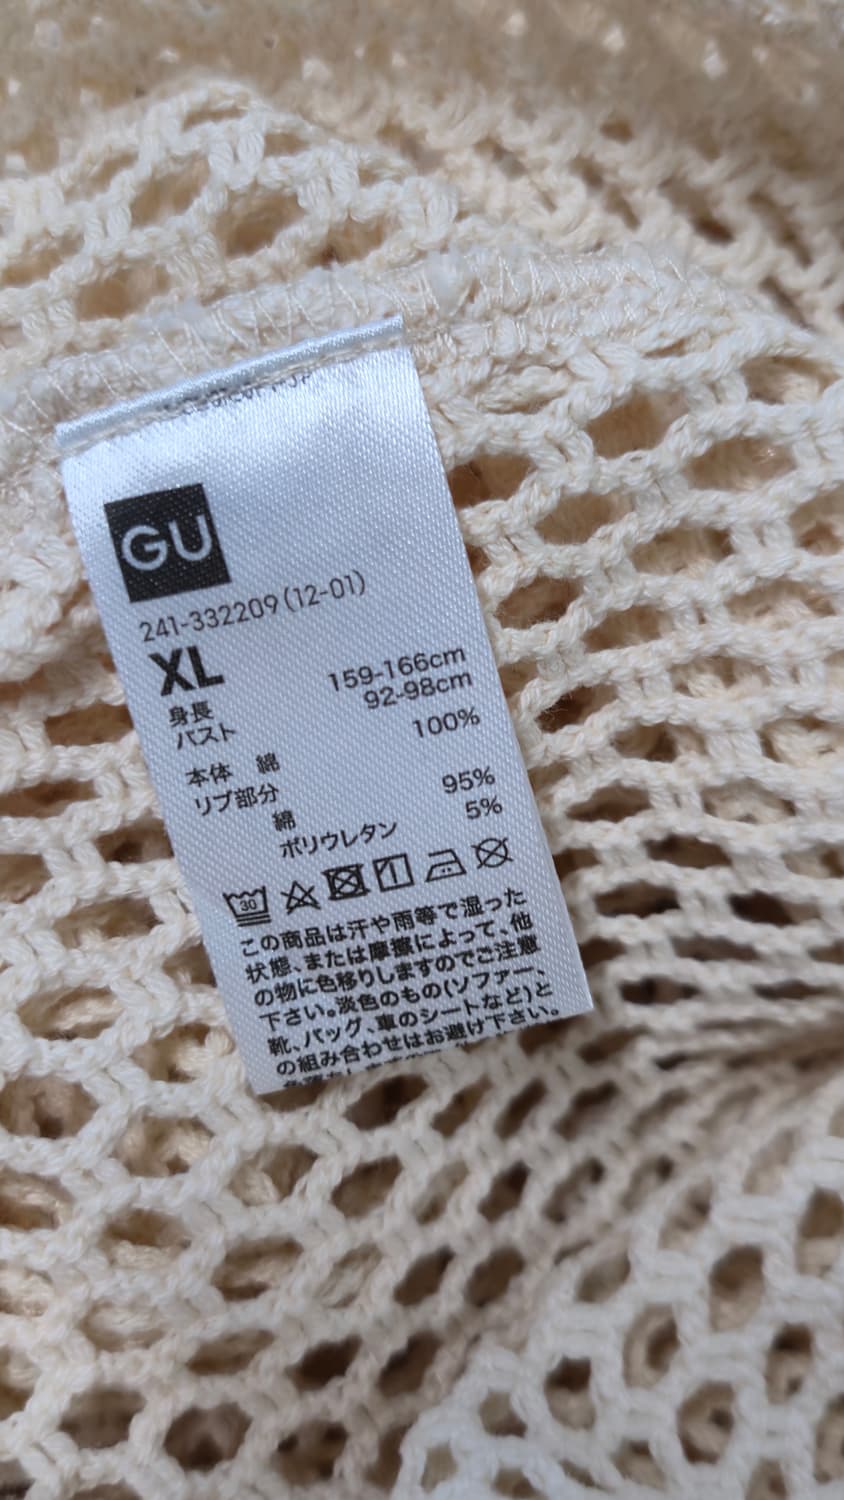 GU
241-332209(12-01)
XL
身長 159-166cm
バスト 92-98cm
本体 綿 100%
リブ部分
綿 95%
ポリウレタン 5%
30
この商品は汗や雨等で湿った
状態、または摩擦によって、他
の物に色移りしますのでご注意
下さい。淡色のもの(ソファー、
靴、バッグ、車のシートなど)と
の組み合わせはお避け下さい。